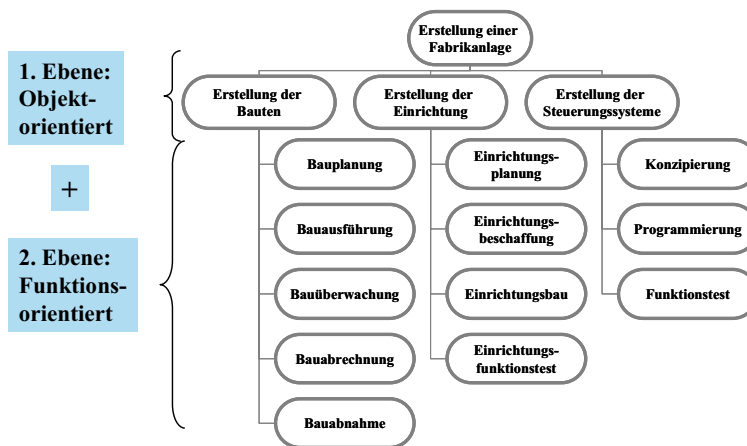 Erstellung einer
Fabrikanlage
1. Ebene:
Objekt-
orientiert
Erstellung der
Bauten
Erstellung der
Einrichtung
Erstellung der
Steuerungssysteme
+
2. Ebene:
Funktions-
orientiert
Bauplanung
Bauausführung
Bauüberwachung
Bauabrechnung
Bauabnahme
Einrichtungs-
planung
Einrichtungs-
beschaffung
Einrichtungsbau
Einrichtungs-
funktionstest
Konzipierung
Programmierung
Funktionstest